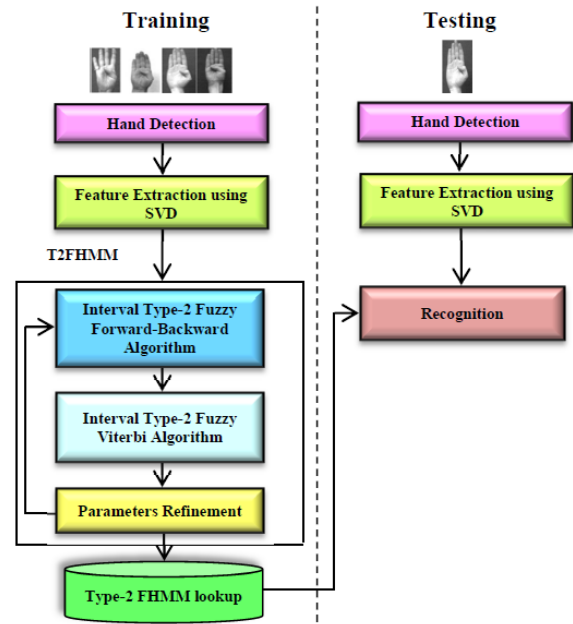 Training
Hand Detection
Feature Extraction using
SVD
T2FHMM
Interval Type-2 Fuzzy
Forward-Backward
Algorithm
Interval Type-2 Fuzzy
Viterbi Algorithm
Parameters Refinement
Type-2 FHMM lookup
Testing
Hand Detection
Feature Extraction using
SVD
Recognition